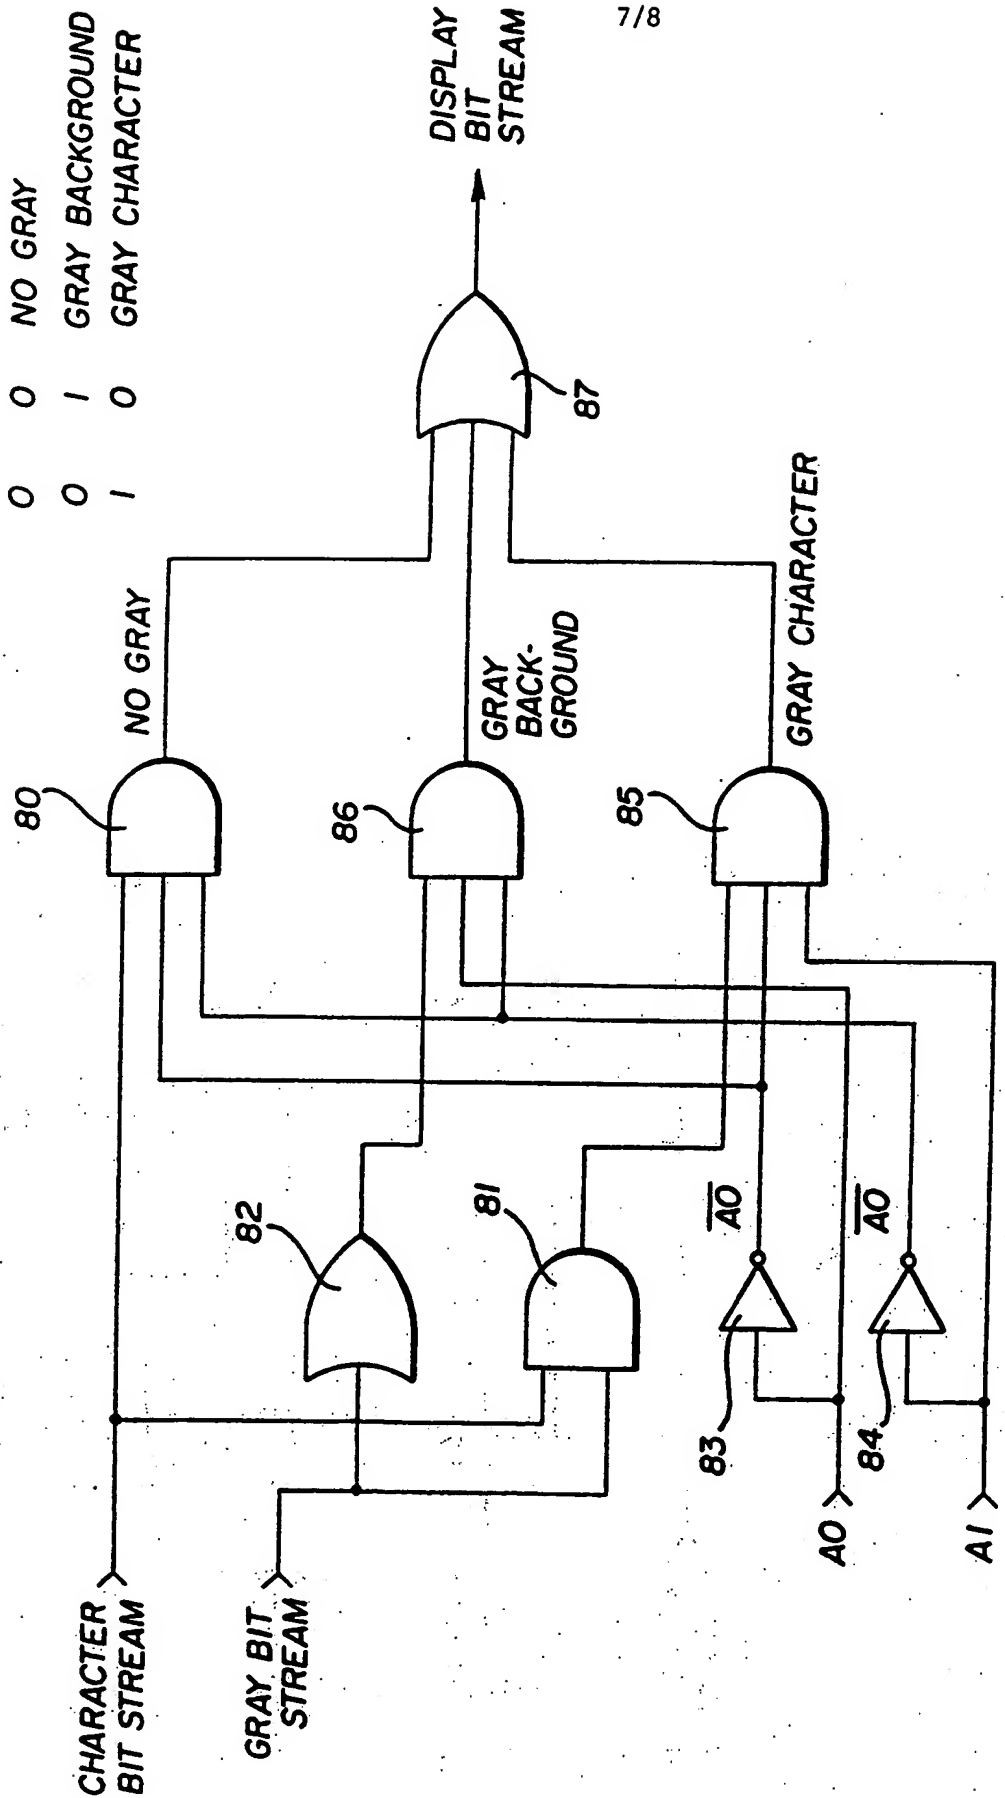 7/8
0 0 NO GRAY
0 1 GRAY BACKGROUND
1 0 GRAY CHARACTER
CHARACTER
BIT STREAM
GRAY BIT
STREAM
A0
A1
82
81
83
84
A0
A0
80
86
85
NO GRAY
GRAY
BACK-
GROUND
GRAY CHARACTER
87
DISPLAY
BIT
STREAM